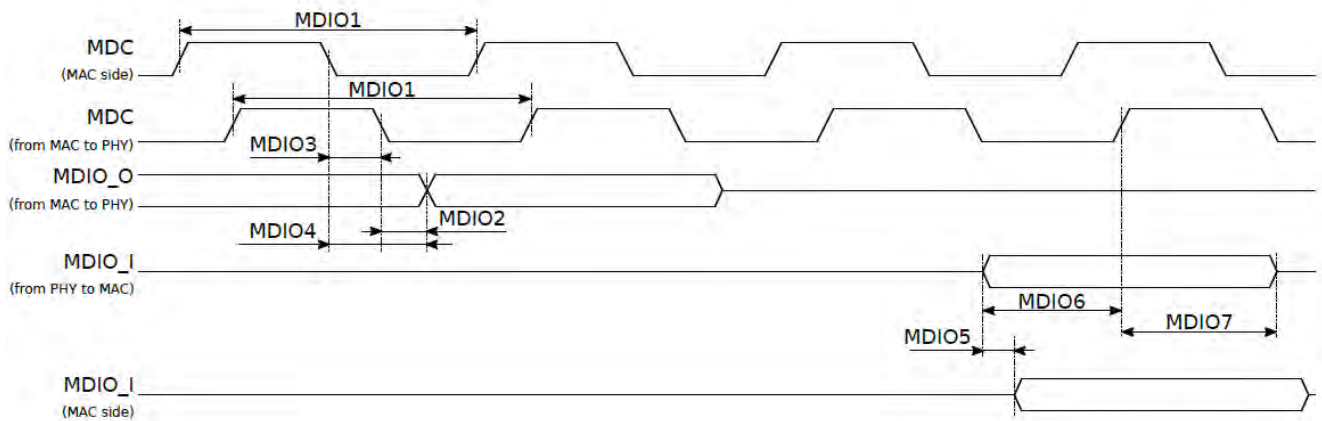 MDIO1
MDC
(MAC side)
MDIO1
MDC
(from MAC to PHY)
MDIO3
MDIO_O
(from MAC to PHY)
MDIO2
MDIO4
MDIO_I
(from PHY to MAC)
MDIO6
MDIO7
MDIO5
MDIO_I
(MAC side)